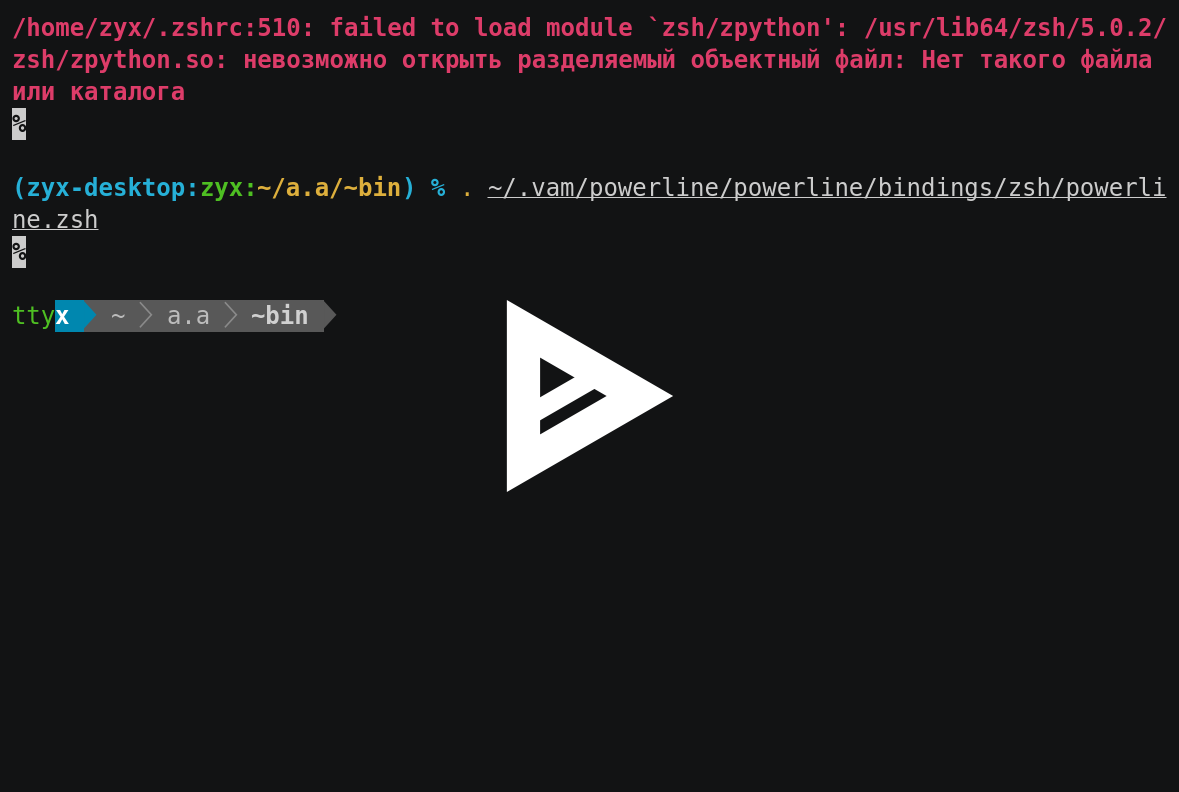 /home/zyx/.zshrc:510: failed to load module `zsh/zpython': /usr/lib64/zsh/5.0.2/
zsh/zpython.so: невозможно открыть разделяемый объектный файл: Нет такого файла
или каталога
%
(zyx-desktop:zyx:~/a.a/~bin) % . ~/.vam/powerline/powerline/bindings/zsh/powerli
ne.zsh
%
ttyx ~ a.a ~bin